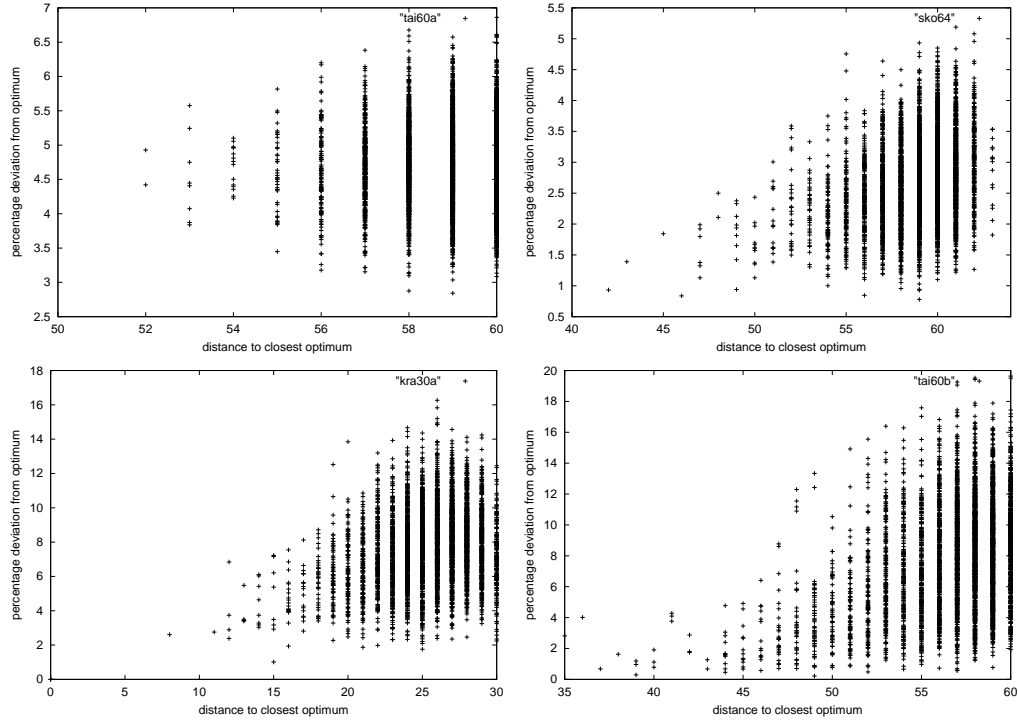 7
6.5
6
5.5
5
4.5
4
3.5
3
2.5
50 52 54 56 58 60
percentage deviation from optimum
distance to closest optimum
"tai60a"
5.5
5
4.5
4
3.5
3
2.5
2
1.5
1
0.5
40 45 50 55 60
percentage deviation from optimum
distance to closest optimum
"sko64"
18
16
14
12
10
8
6
4
2
0
0 5 10 15 20 25 30
percentage deviation from optimum
distance to closest optimum
"kra30a"
20
18
16
14
12
10
8
6
4
2
0
35 40 45 50 55 60
percentage deviation from optimum
distance to closest optimum
"tai60b"